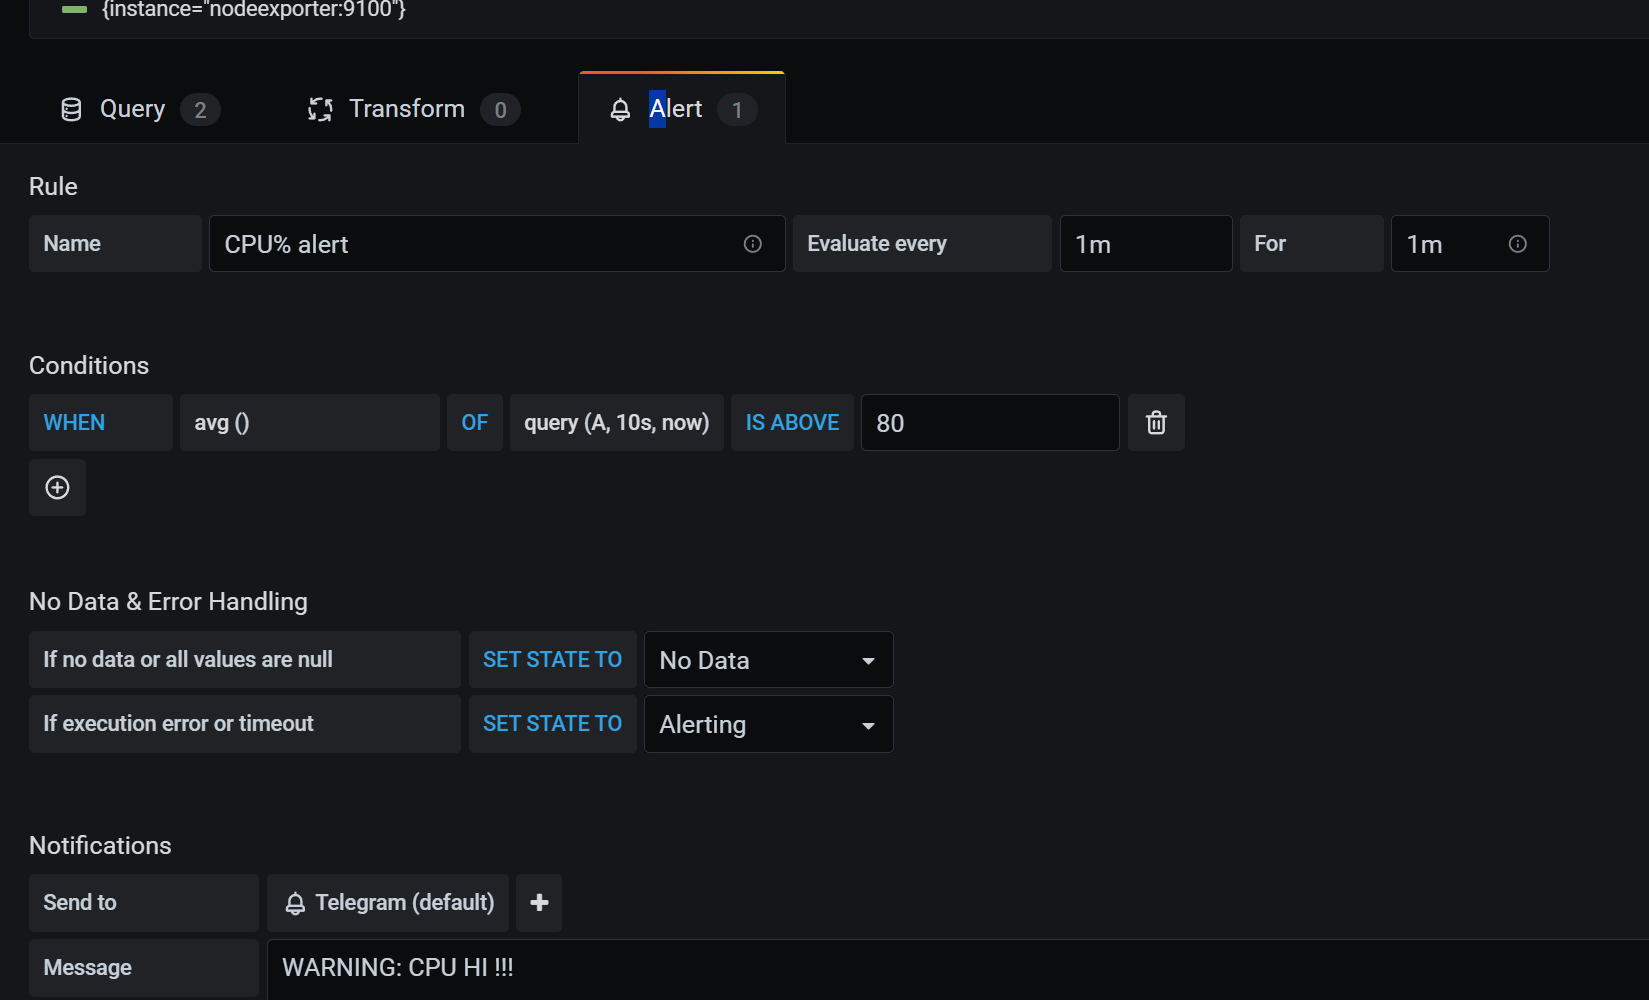 {instance="nodeexporter:9100"}
Query 2 Transform 0 Alert 1
Rule
Name CPU% alert Evaluate every 1m For 1m
Conditions
WHEN avg () OF query (A, 10s, now) IS ABOVE 80
No Data & Error Handling
If no data or all values are null SET STATE TO No Data
If execution error or timeout SET STATE TO Alerting
Notifications
Send to Telegram (default)
Message WARNING: CPU HI !!!